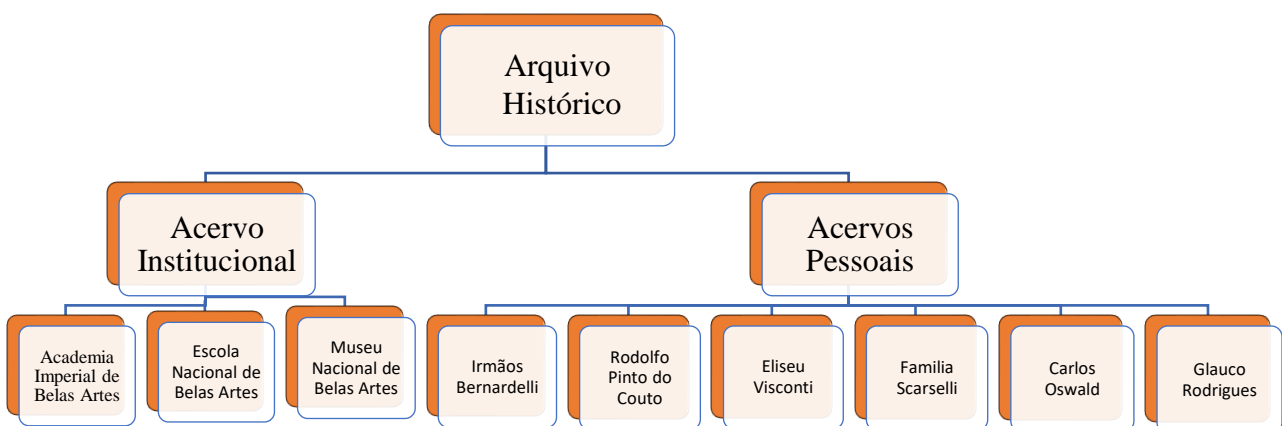 Arquivo
Histórico
Acervo
Institucional
Acervos
Pessoais
Academia
Imperial de
Belas Artes
Escola
Nacional de
Belas Artes
Museu
Nacional de
Belas Artes
Irmãos
Bernardelli
Rodolfo
Pinto do
Couto
Eliseu
Visconti
Familia
Scarselli
Carlos
Oswald
Glauco
Rodrigues